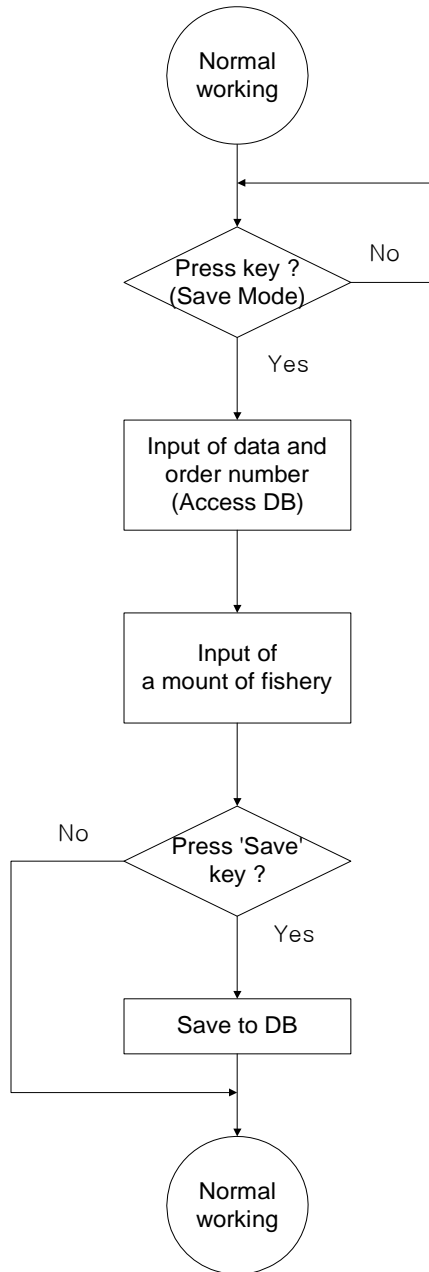 Normal
working
Press key ?
(Save Mode)
No
Yes
Input of data and
order number
(Access DB)
Input of
a mount of fishery
No
Press 'Save'
key ?
Yes
Save to DB
Normal
working